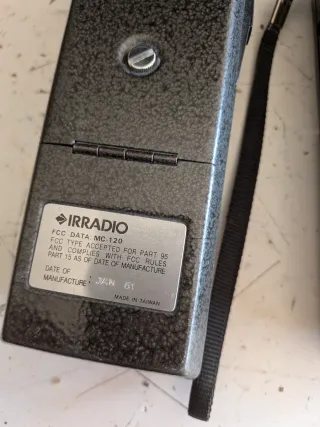 IRRADIO
FCC DATA MC-120
FCC TYPE ACCEPTED FOR PART 95
AND COMPLIES WITH FCC RULES
PART 15 AS OF DATE OF MANUFACTURE
DATE OF
MANUFACTURE : JAN 81
MADE IN TAIWAN